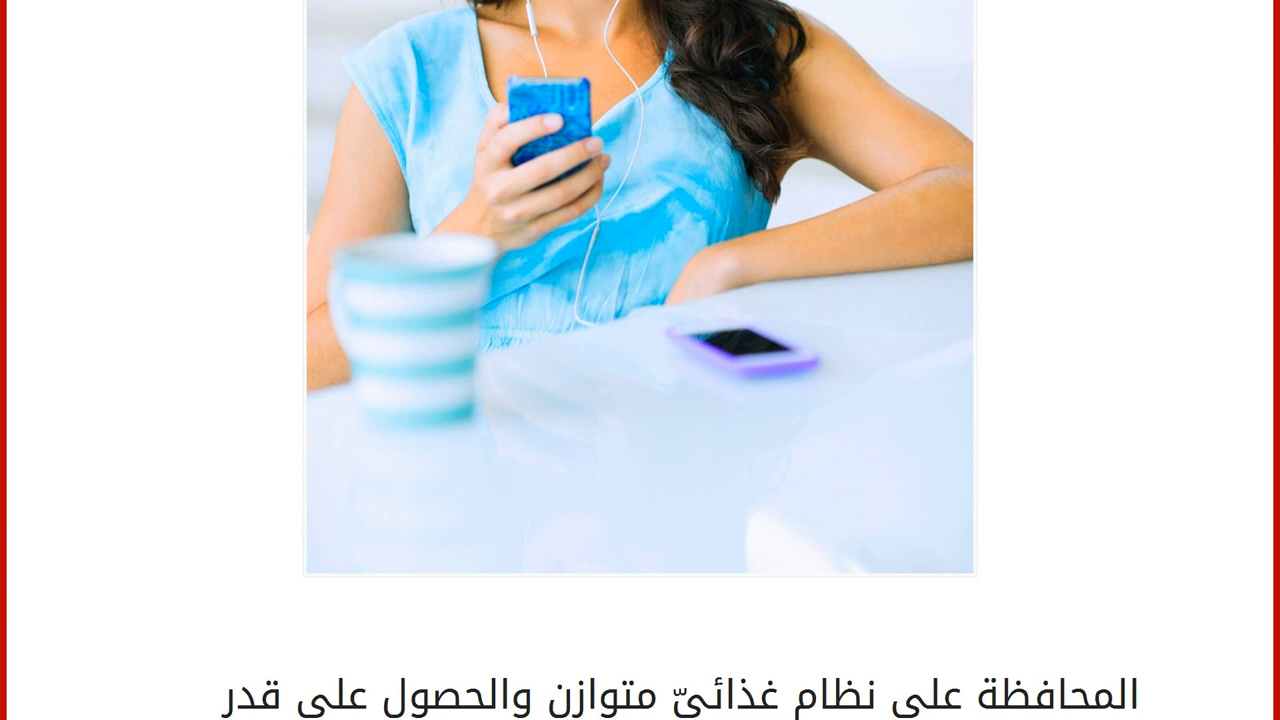 المحافظة على نظام غذائيّ متوازن والحصول على قدر